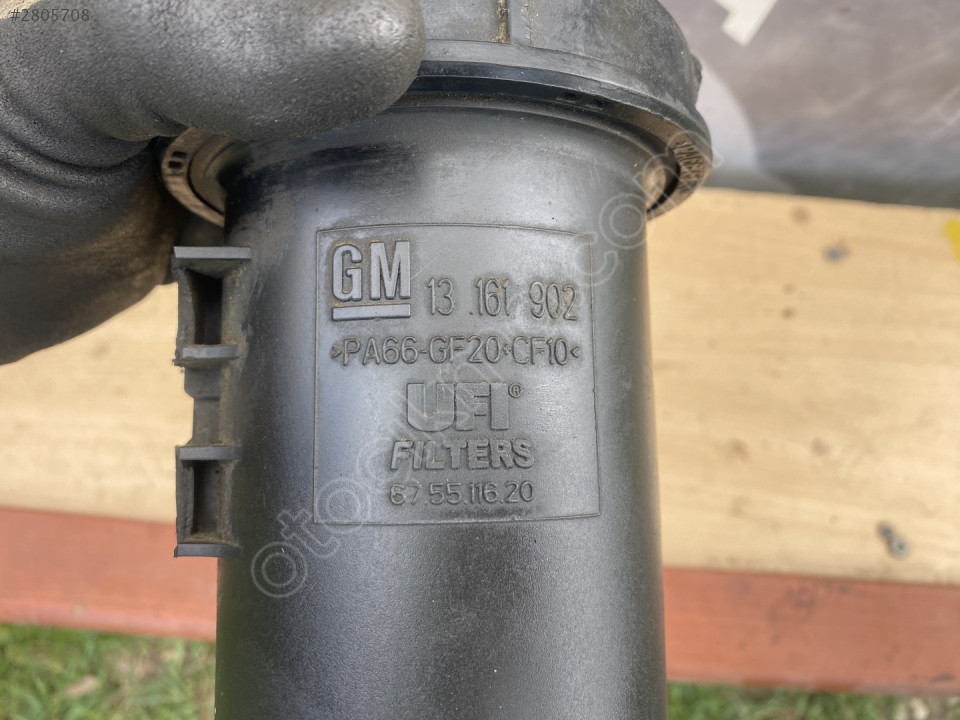 #2805708
GM 13 161 902
>PA66-GF20+CF10<
UFI®
FILTERS
67.55.116.20